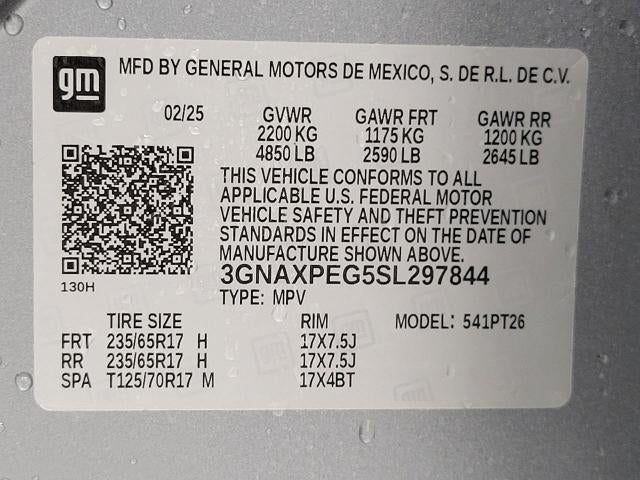 gm MFD BY GENERAL MOTORS DE MEXICO, S. DE R.L. DE C.V.
02/25 GVWR GAWR FRT GAWR RR
2200 KG 1175 KG 1200 KG
4850 LB 2590 LB 2645 LB
THIS VEHICLE CONFORMS TO ALL
APPLICABLE U.S. FEDERAL MOTOR
VEHICLE SAFETY AND THEFT PREVENTION
STANDARDS IN EFFECT ON THE DATE OF
MANUFACTURE SHOWN ABOVE.
3GNAXPEG5SL297844
130H
TYPE: MPV
TIRE SIZE RIM MODEL: 541PT26
FRT 235/65R17 H 17X7.5J
RR 235/65R17 H 17X7.5J
SPA T125/70R17 M 17X4BT